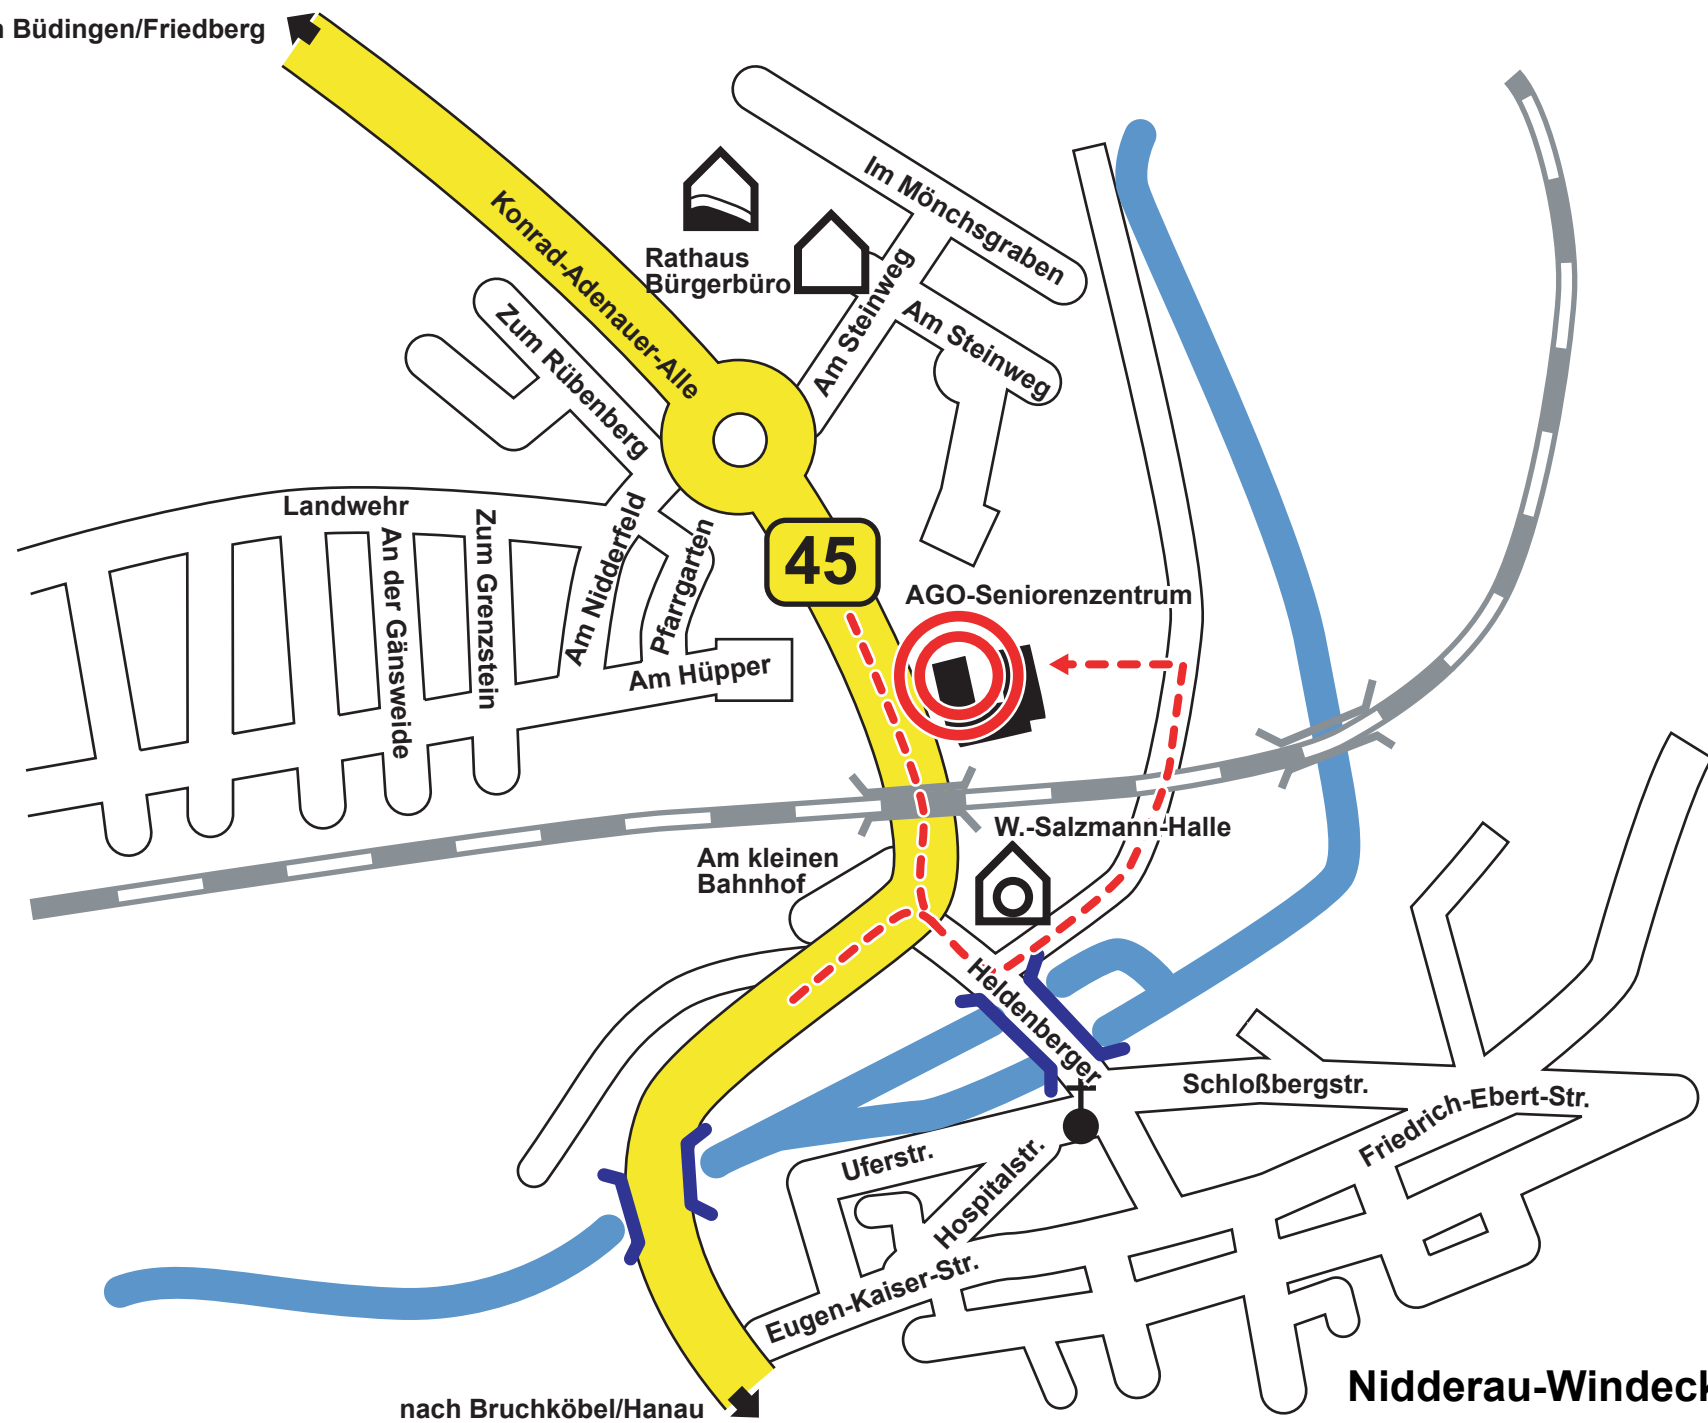 Büdingen/Friedberg
Im Mönchsgraben
Konrad-Adenauer-Alle
Rathaus
Bürgerbüro
Am Steinweg
Am Steinweg
Zum Rübenberg
Landwehr
An der Gänsweide
Zum Grenzstein
Am Nidderfeld
Pfarrgarten
45
AGO-Seniorenzentrum
Am Hüpper
W.-Salzmann-Halle
Am kleinen
Bahnhof
Heldenberger
Schloßbergstr.
Friedrich-Ebert-Str.
Uferstr.
Hospitalstr.
Eugen-Kaiser-Str.
nach Bruchköbel/Hanau
Nidderau-Windeck